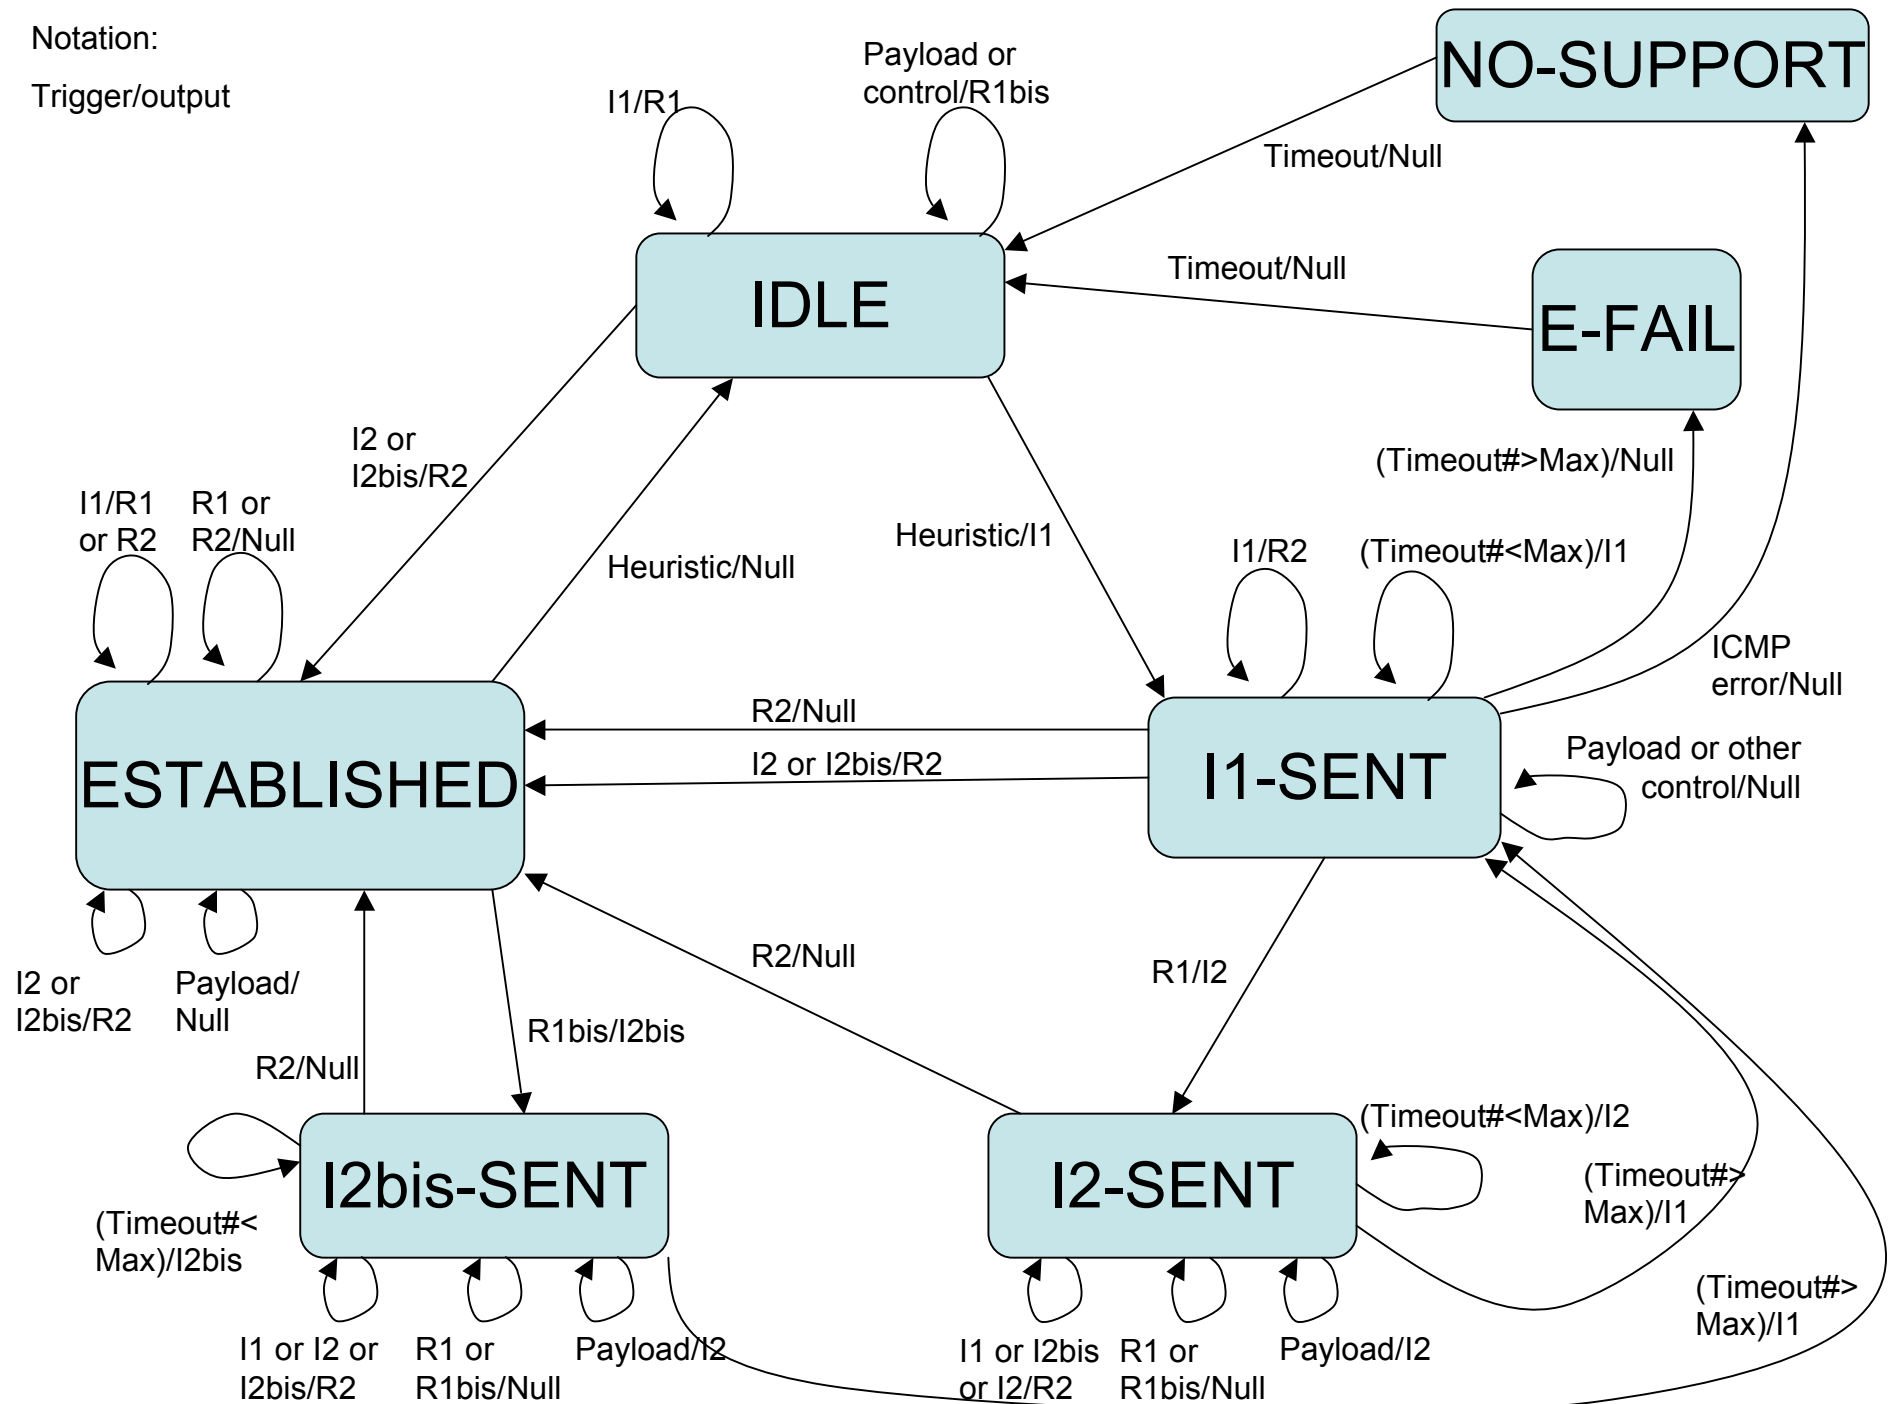 Notation:
Trigger/output
NO-SUPPORT
Payload or
control/R1bis
I1/R1
Timeout/Null
IDLE
Timeout/Null
E-FAIL
I2 or
I2bis/R2
(Timeout#>Max)/Null
I1/R1
or R2
R1 or
R2/Null
Heuristic/Null
Heuristic/I1
I1/R2
(Timeout#<Max)/I1
ICMP
error/Null
R2/Null
I2 or I2bis/R2
ESTABLISHED
I1-SENT
Payload or other
control/Null
I2 or
I2bis/R2
Payload/
Null
R2/Null
R1/I2
R1bis/I2bis
R2/Null
(Timeout#<Max)/I2
I2bis-SENT
I2-SENT
(Timeout#>
Max)/I1
(Timeout#<
Max)/I2bis
(Timeout#>
Max)/I1
I1 or I2 or
I2bis/R2
R1 or
R1bis/Null
Payload/I2
I1 or I2bis
or I2/R2
R1 or
R1bis/Null
Payload/I2